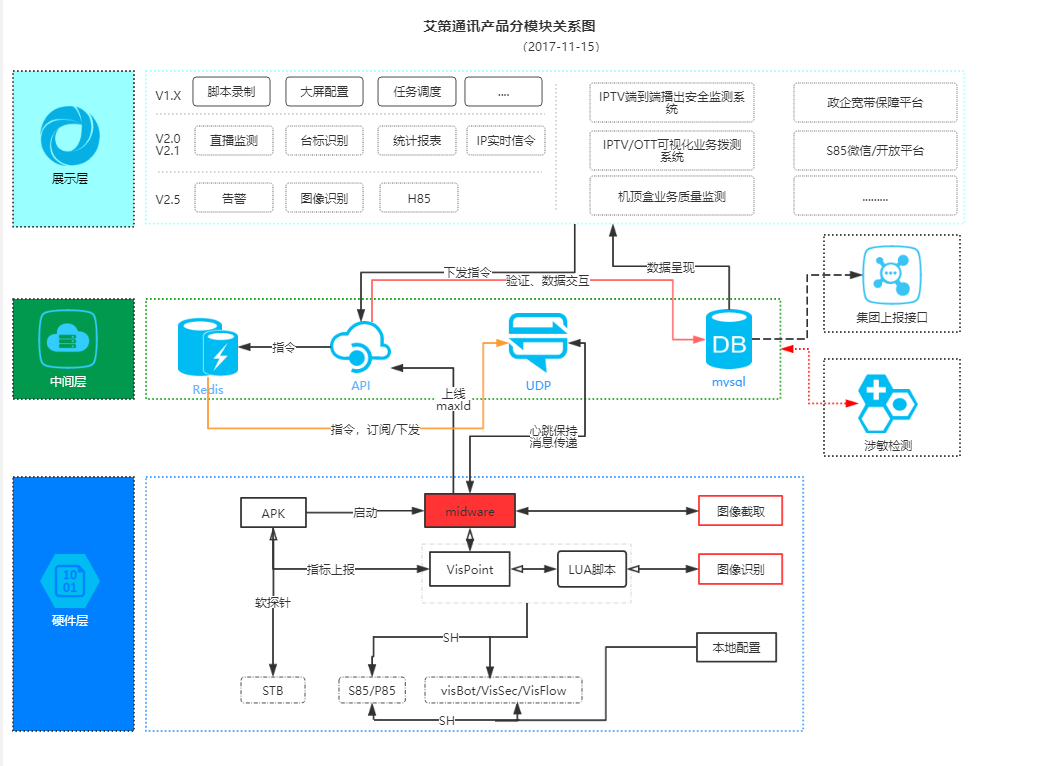 艾策通讯产品分模块关系图
（2017-11-15）
展示层
V1.X
脚本录制
大屏配置
任务调度
....
V2.0
V2.1
直播监测
台标识别
统计报表
IP实时信令
V2.5
告警
图像识别
H85
IPTV端到端播出安全监测系
统
政企宽带保障平台
IPTV/OTT可视化业务拨测
系统
S85微信/开放平台
机顶盒业务质量监测
.........
下发指令
验证、数据交互
数据呈现
集团上报接口
中间层
指令
Redis
API
UDP
DB
mysql
上线
maxId
指令，订阅/下发
心跳保持
消息传递
涉敏检测
10
01
硬件层
APK
启动
midware
图像截取
指标上报
VisPoint
LUA脚本
图像识别
软探针
SH
本地配置
STB
S85/P85
visBot/VisSec/VisFlow
SH